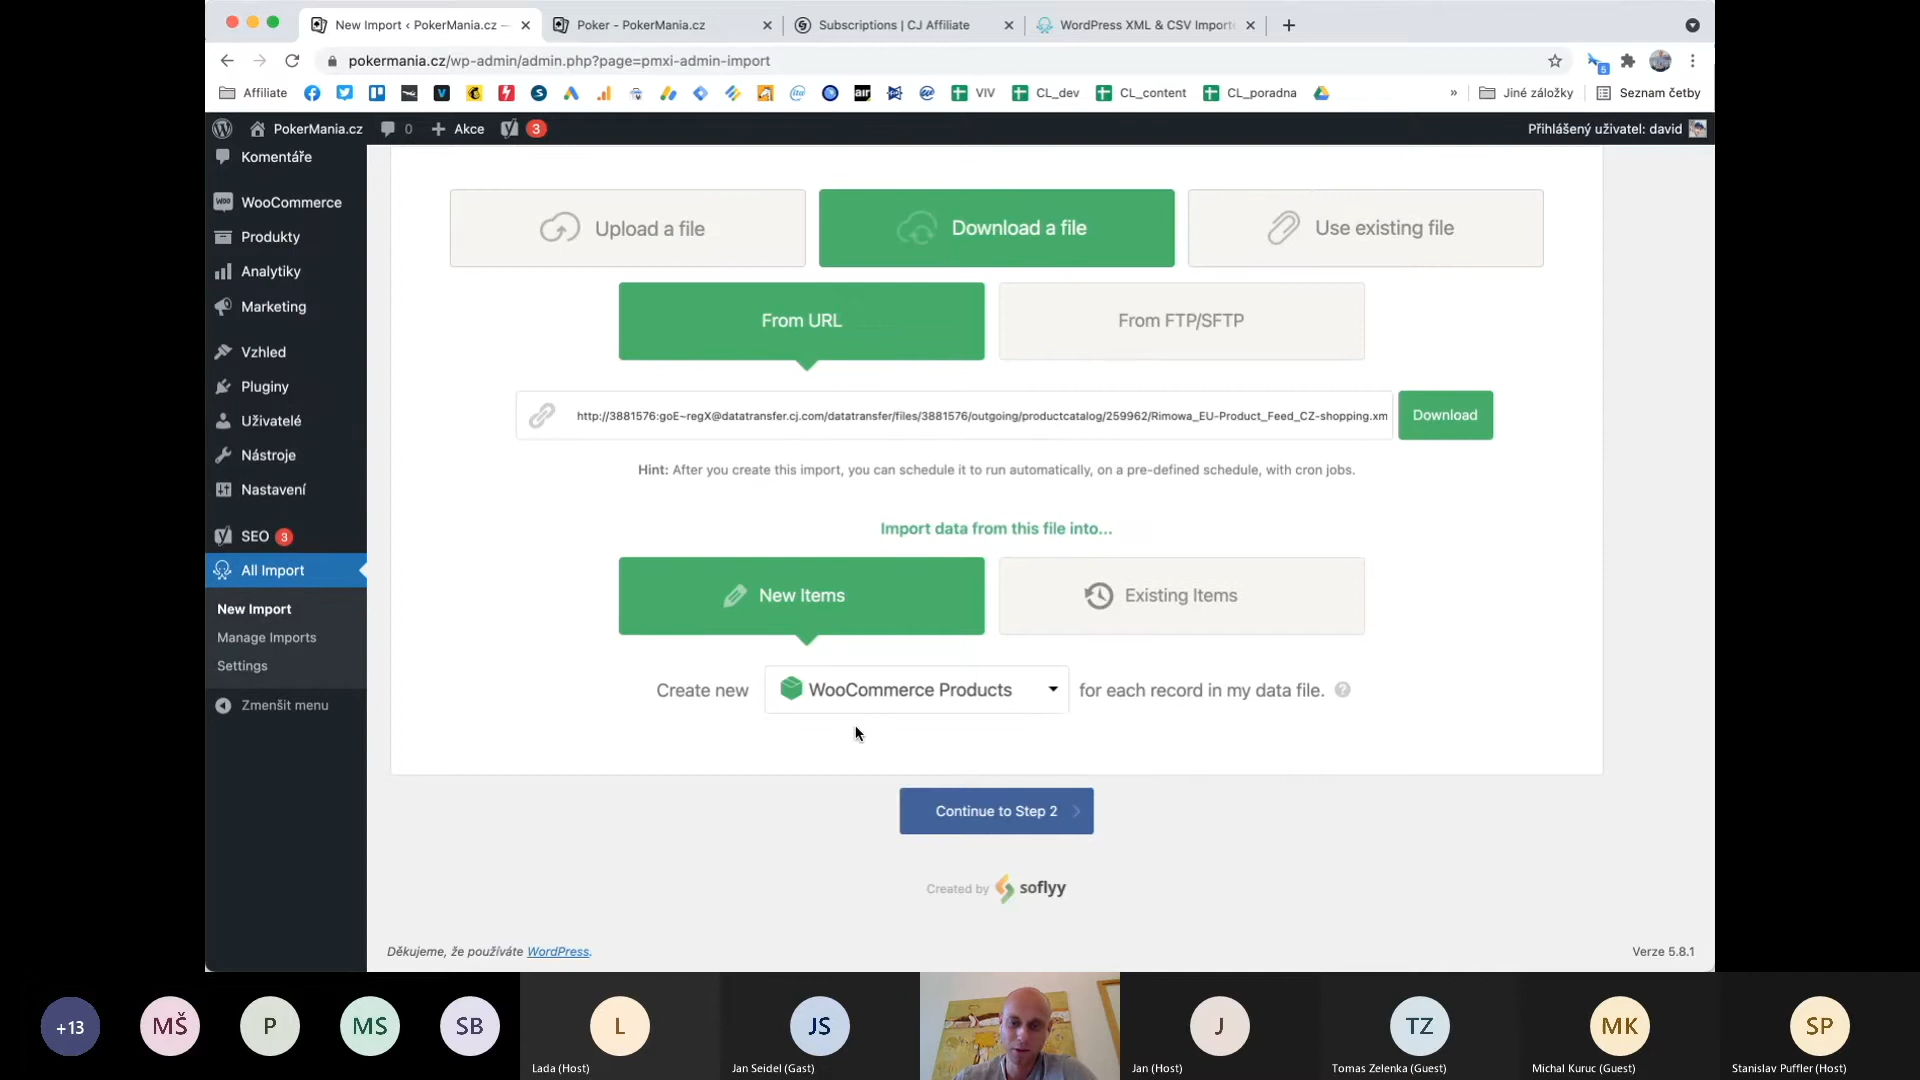 New Import ‹ PokerMania.cz —
Poker - PokerMania.cz
Subscriptions | CJ Affiliate
WordPress XML & CSV Importe
pokermania.cz/wp-admin/admin.php?page=pmxi-admin-import
5
Affiliate
VIV
CL_dev
CL_content
CL_poradna
»
Jiné záložky
Seznam četby
PokerMania.cz
0
Akce
3
Přihlášený uživatel: david
Komentáře
WooCommerce
Produkty
Analytiky
Marketing
Vzhled
Pluginy
Uživatelé
Nástroje
Nastavení
SEO 3
All Import
New Import
Manage Imports
Settings
Zmenšit menu
Upload a file
Download a file
Use existing file
From URL
From FTP/SFTP
http://3881576:goE~regX@datatransfer.cj.com/datatransfer/files/3881576/outgoing/productcatalog/259962/Rimowa_EU-Product_Feed_CZ-shopping.xm
Download
Hint: After you create this import, you can schedule it to run automatically, on a pre-defined schedule, with cron jobs.
Import data from this file into...
New Items
Existing Items
Create new WooCommerce Products for each record in my data file. ?
Continue to Step 2
Created by soflyy
Děkujeme, že používáte WordPress.
Verze 5.8.1
+13
MŠ
P
MS
SB
L
JS
J
TZ
MK
SP
Lada (Host)
Jan Seidel (Gast)
Jan (Host)
Tomas Zelenka (Guest)
Michal Kuruc (Guest)
Stanislav Puffler (Host)